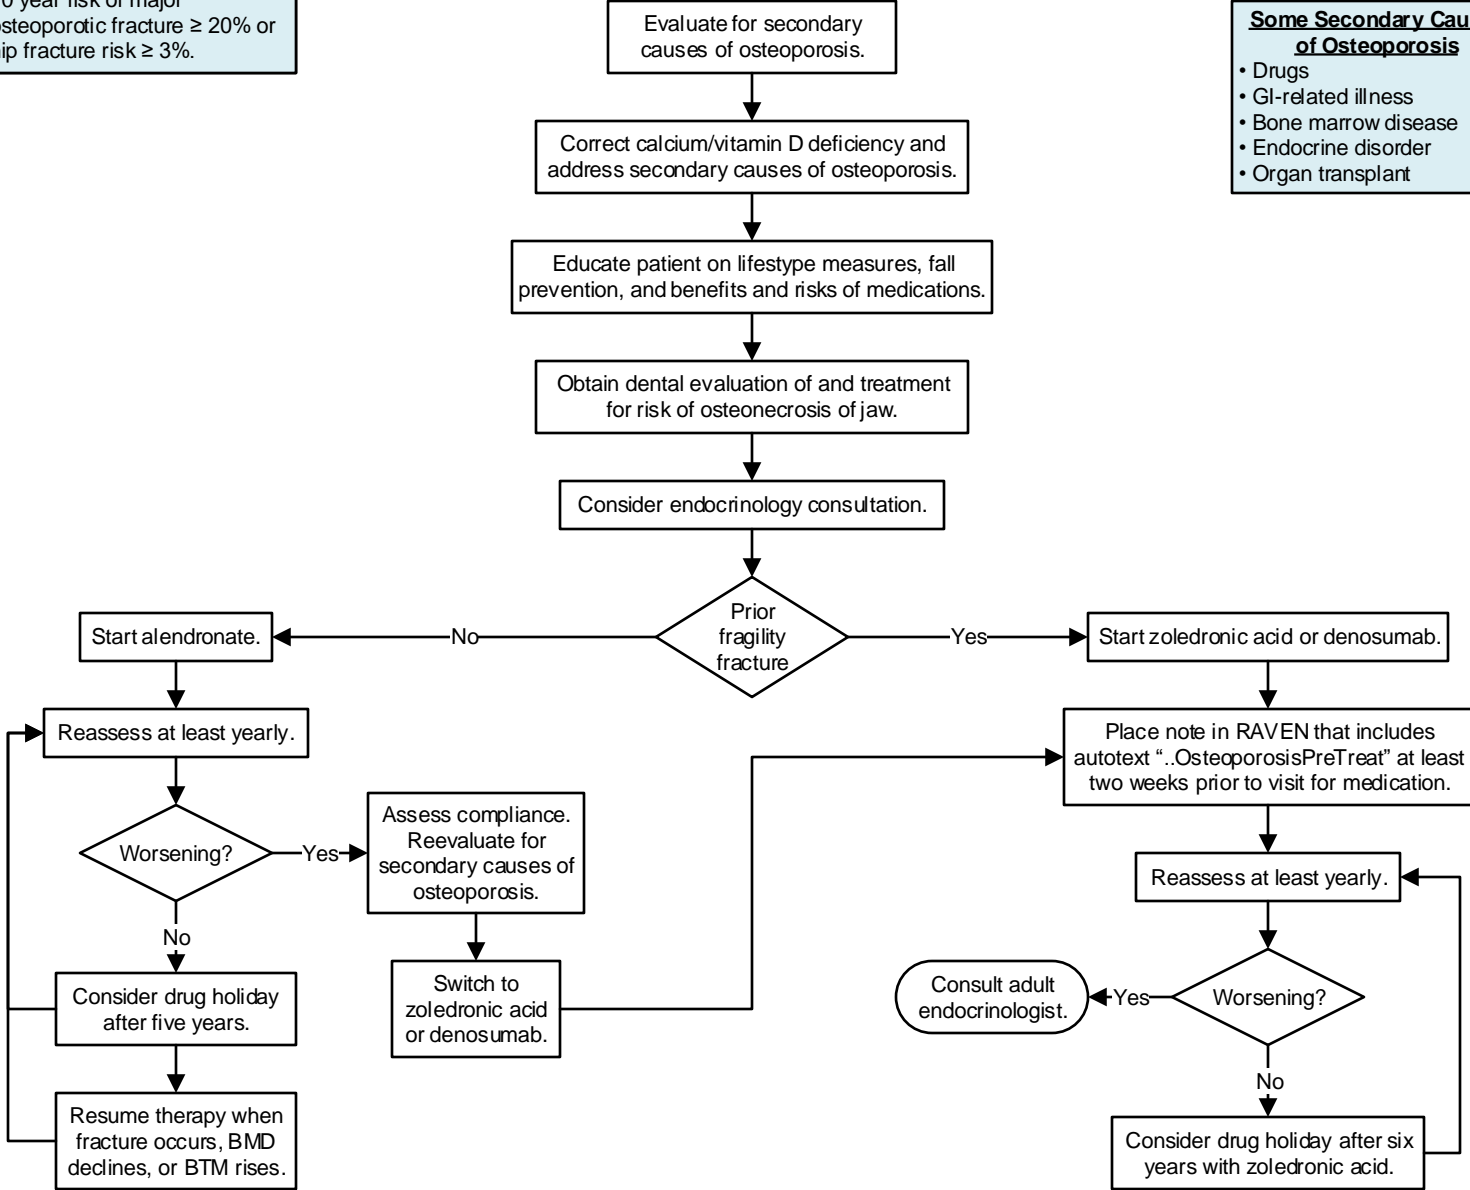 year risk of major
osteoporotic fracture ≥ 20% or
hip fracture risk ≥ 3%.
Evaluate for secondary
causes of osteoporosis.
Some Secondary Cau
of Osteoporosis
• Drugs
• GI-related illness
• Bone marrow disease
• Endocrine disorder
• Organ transplant
Correct calcium/vitamin D deficiency and
address secondary causes of osteoporosis.
Educate patient on lifestype measures, fall
prevention, and benefits and risks of medications.
Obtain dental evaluation of and treatment
for risk of osteonecrosis of jaw.
Consider endocrinology consultation.
Prior
fragility
fracture
No
Yes
Start alendronate.
Start zoledronic acid or denosumab.
Reassess at least yearly.
Place note in RAVEN that includes
autotext “..OsteoporosisPreTreat” at least
two weeks prior to visit for medication.
Worsening?
Yes
Assess compliance.
Reevaluate for
secondary causes of
osteoporosis.
Reassess at least yearly.
No
Switch to
zoledronic acid
or denosumab.
Consult adult
endocrinologist.
Yes
Worsening?
Consider drug holiday
after five years.
No
Resume therapy when
fracture occurs, BMD
declines, or BTM rises.
Consider drug holiday after six
years with zoledronic acid.